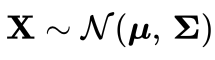 𝐗 ∼ 𝒩(𝝁, 𝚺)